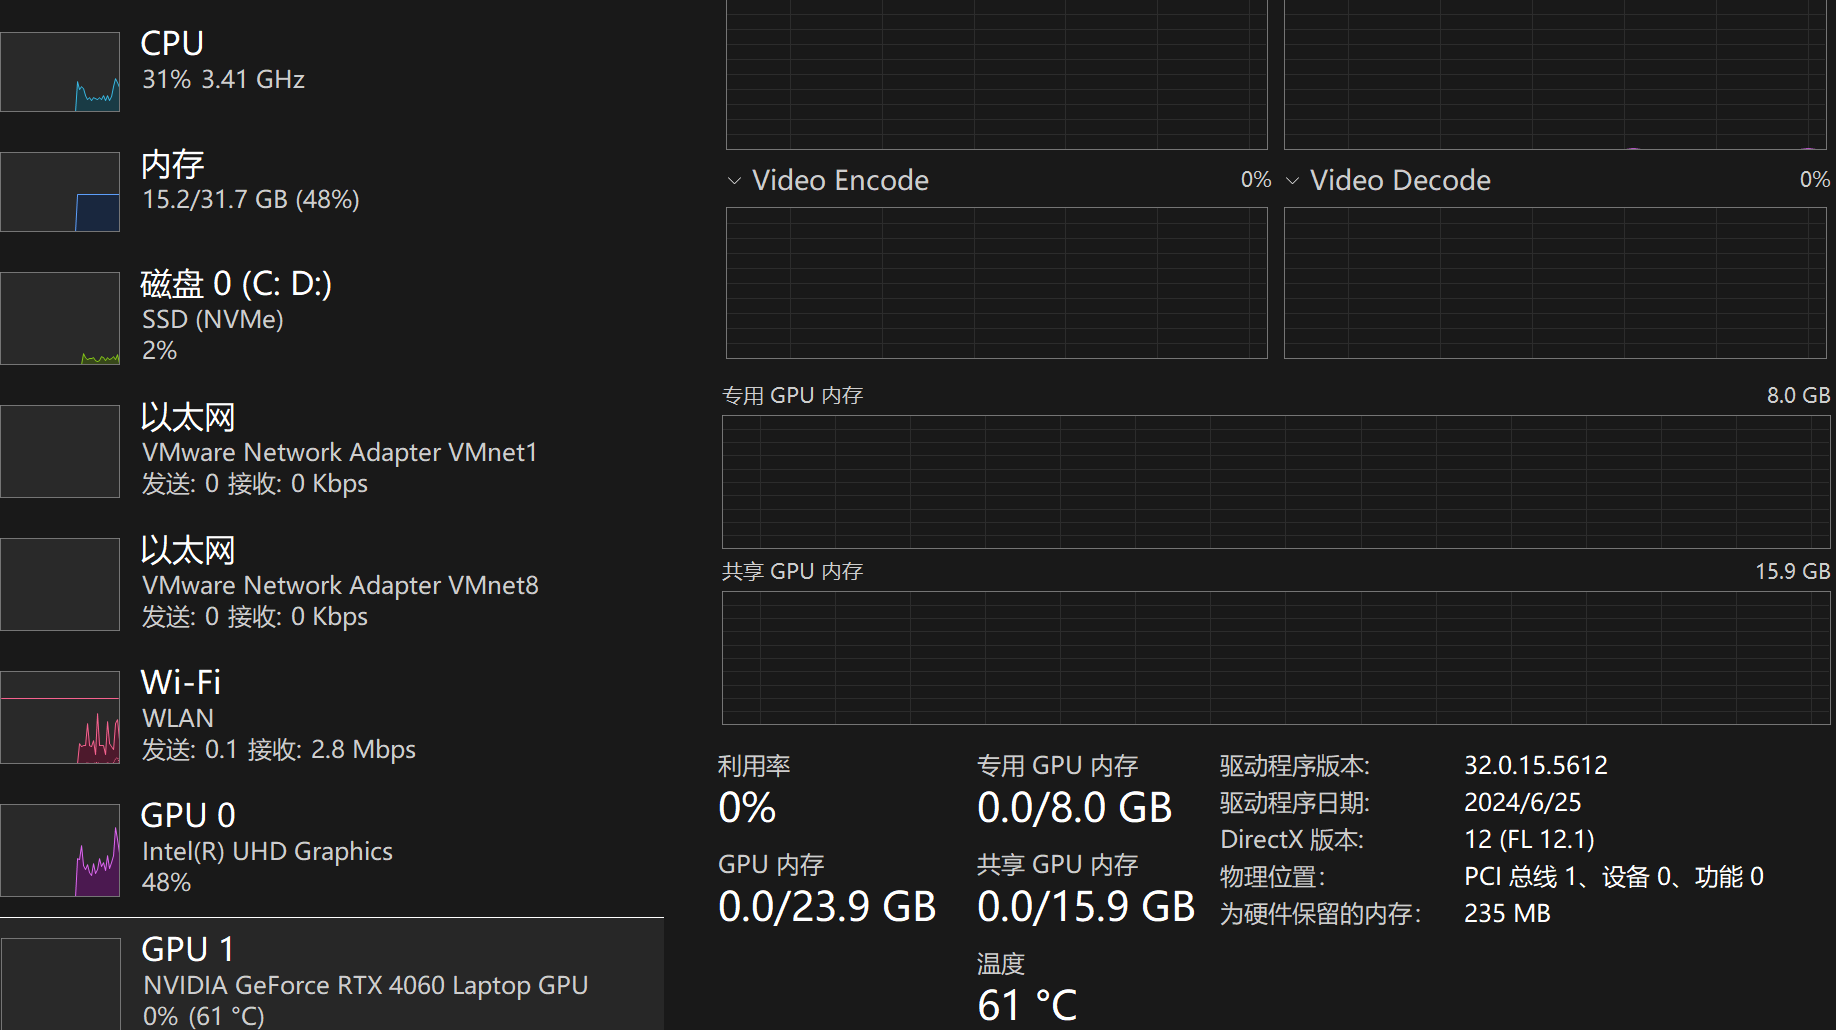 CPU
31% 3.41 GHz
内存
15.2/31.7 GB (48%)
磁盘 0 (C: D:)
SSD (NVMe)
2%
以太网
VMware Network Adapter VMnet1
发送: 0 接收: 0 Kbps
以太网
VMware Network Adapter VMnet8
发送: 0 接收: 0 Kbps
Wi-Fi
WLAN
发送: 0.1 接收: 2.8 Mbps
GPU 0
Intel(R) UHD Graphics
48%
GPU 1
NVIDIA GeForce RTX 4060 Laptop GPU
0% (61 °C)
Video Encode 0%
Video Decode 0%
专用 GPU 内存 8.0 GB
共享 GPU 内存 15.9 GB
利用率
0%
专用 GPU 内存
0.0/8.0 GB
GPU 内存
0.0/23.9 GB
共享 GPU 内存
0.0/15.9 GB
温度
61 °C
驱动程序版本: 32.0.15.5612
驱动程序日期: 2024/6/25
DirectX 版本: 12 (FL 12.1)
物理位置: PCI 总线 1、设备 0、功能 0
为硬件保留的内存: 235 MB